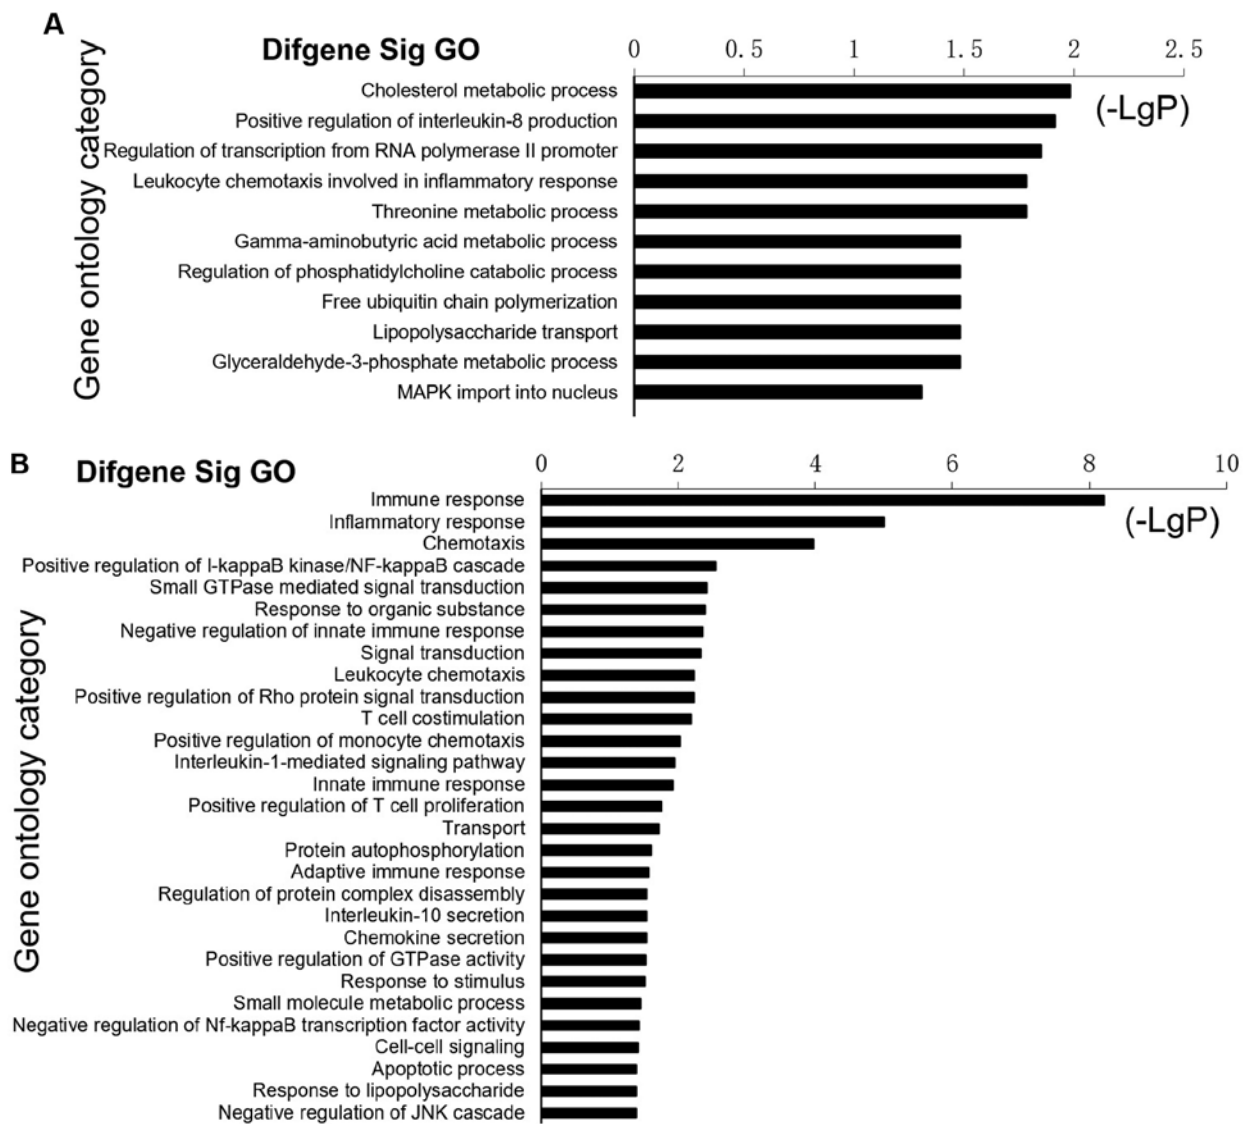 A
Difgene Sig GO
0 0.5 1 1.5 2 2.5
(-LgP)
Gene ontology category
Cholesterol metabolic process
Positive regulation of interleukin-8 production
Regulation of transcription from RNA polymerase II promoter
Leukocyte chemotaxis involved in inflammatory response
Threonine metabolic process
Gamma-aminobutyric acid metabolic process
Regulation of phosphatidylcholine catabolic process
Free ubiquitin chain polymerization
Lipopolysaccharide transport
Glyceraldehyde-3-phosphate metabolic process
MAPK import into nucleus
B
Difgene Sig GO
0 2 4 6 8 10
(-LgP)
Gene ontology category
Immune response
Inflammatory response
Chemotaxis
Positive regulation of I-kappaB kinase/NF-kappaB cascade
Small GTPase mediated signal transduction
Response to organic substance
Negative regulation of innate immune response
Signal transduction
Leukocyte chemotaxis
Positive regulation of Rho protein signal transduction
T cell costimulation
Positive regulation of monocyte chemotaxis
Interleukin-1-mediated signaling pathway
Innate immune response
Positive regulation of T cell proliferation
Transport
Protein autophosphorylation
Adaptive immune response
Regulation of protein complex disassembly
Interleukin-10 secretion
Chemokine secretion
Positive regulation of GTPase activity
Response to stimulus
Small molecule metabolic process
Negative regulation of Nf-kappaB transcription factor activity
Cell-cell signaling
Apoptotic process
Response to lipopolysaccharide
Negative regulation of JNK cascade